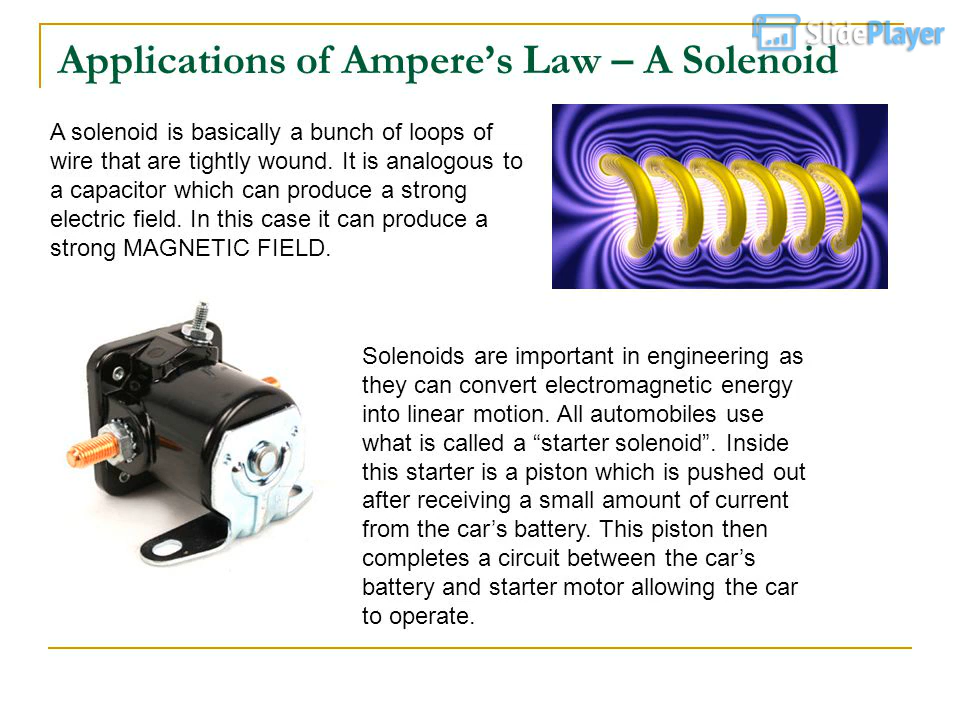 SlidePlayer
Applications of Ampere’s Law – A Solenoid
A solenoid is basically a bunch of loops of
wire that are tightly wound. It is analogous to
a capacitor which can produce a strong
electric field. In this case it can produce a
strong MAGNETIC FIELD.
Solenoids are important in engineering as
they can convert electromagnetic energy
into linear motion. All automobiles use
what is called a “starter solenoid”. Inside
this starter is a piston which is pushed out
after receiving a small amount of current
from the car’s battery. This piston then
completes a circuit between the car’s
battery and starter motor allowing the car
to operate.